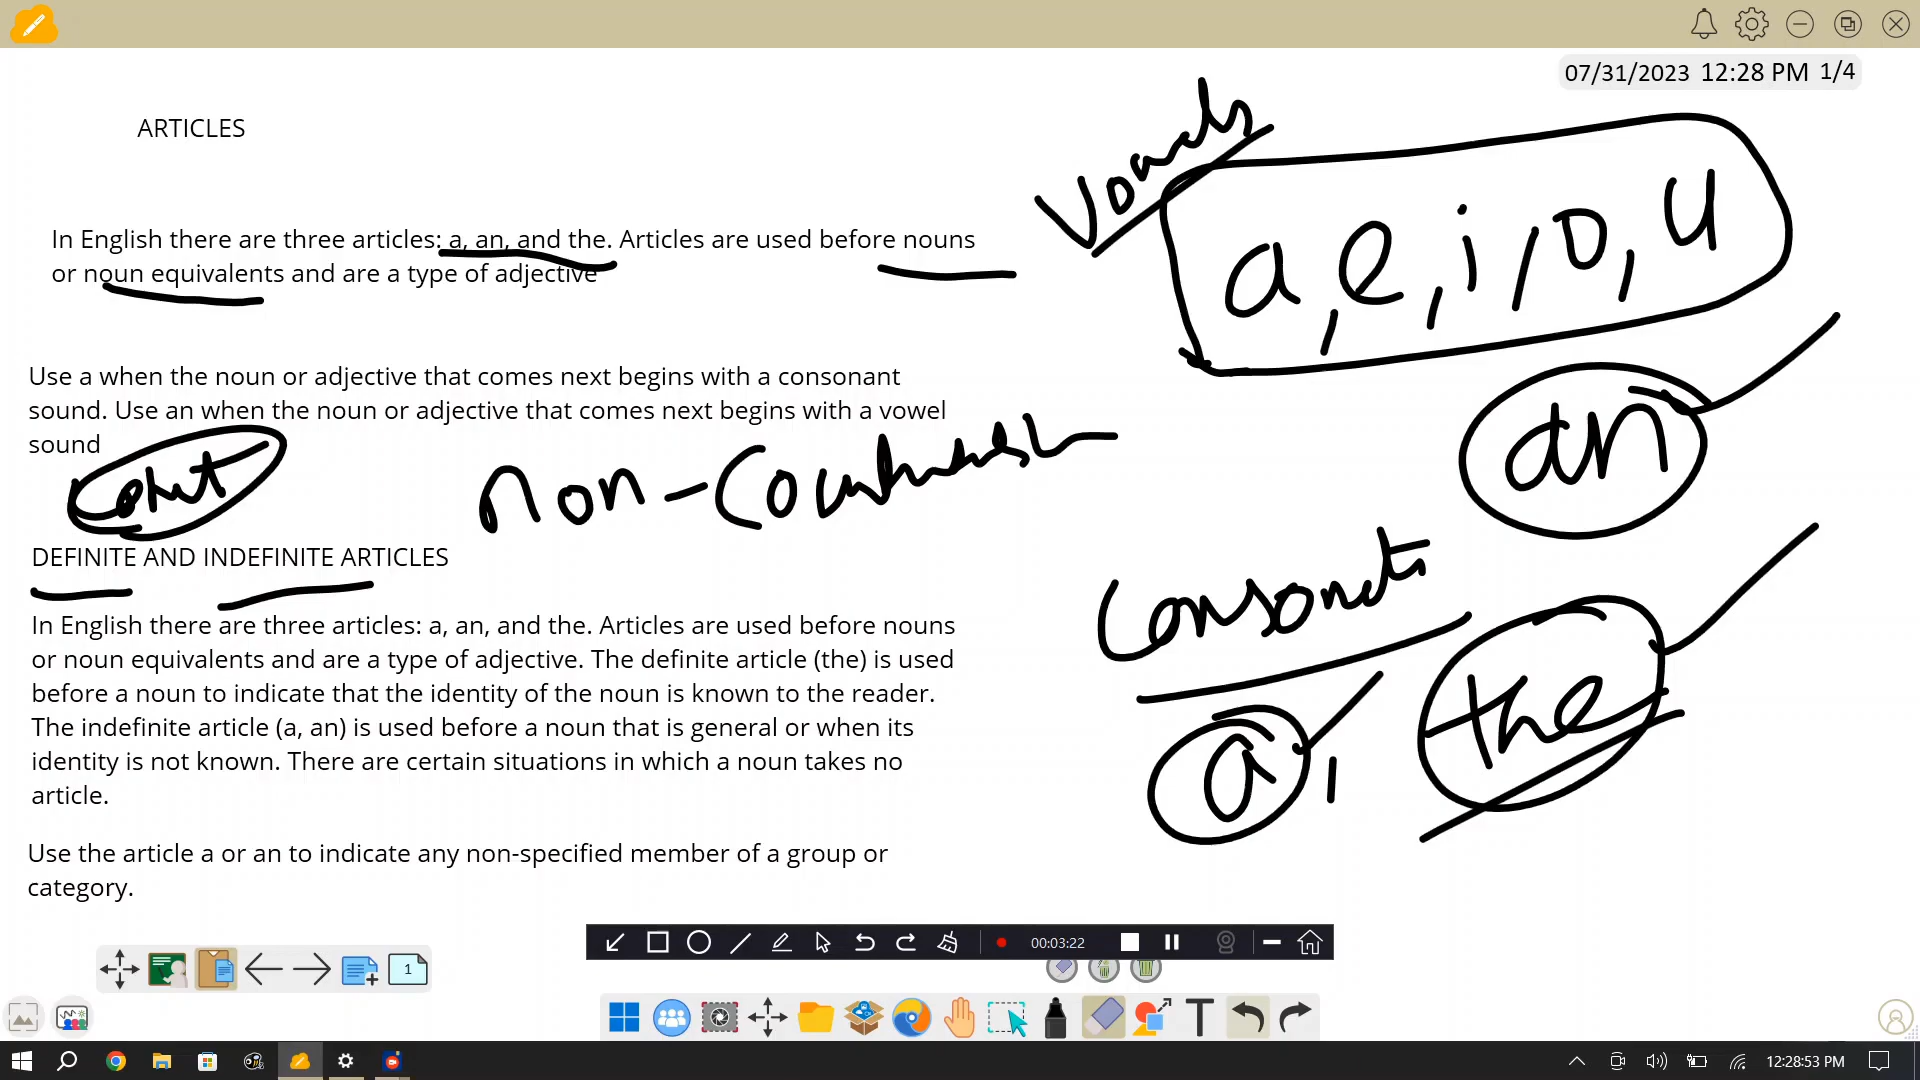 07/31/2023 12:28 PM 1/4
ARTICLES
In English there are three articles: a, an, and the. Articles are used before nouns
or noun equivalents and are a type of adjective
Vowels
a, e, i, o, u
Use a when the noun or adjective that comes next begins with a consonant
sound. Use an when the noun or adjective that comes next begins with a vowel
sound
an
non-
DEFINITE AND INDEFINITE ARTICLES
In English there are three articles: a, an, and the. Articles are used before nouns
or noun equivalents and are a type of adjective. The definite article (the) is used
before a noun to indicate that the identity of the noun is known to the reader.
The indefinite article (a, an) is used before a noun that is general or when its
identity is not known. There are certain situations in which a noun takes no
article.
a, the
Use the article a or an to indicate any non-specified member of a group or
category.
00:03:22
1
T
12:28:53 PM